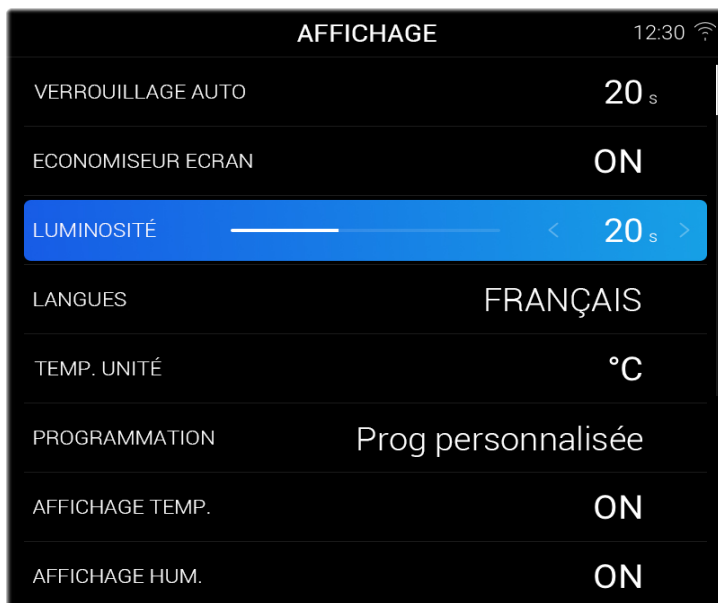 AFFICHAGE 12:30
VERROUILLAGE AUTO 20 s
ECONOMISEUR ECRAN ON
LUMINOSITÉ < 20 s >
LANGUES FRANÇAIS
TEMP. UNITÉ °C
PROGRAMMATION Prog personnalisée
AFFICHAGE TEMP. ON
AFFICHAGE HUM. ON